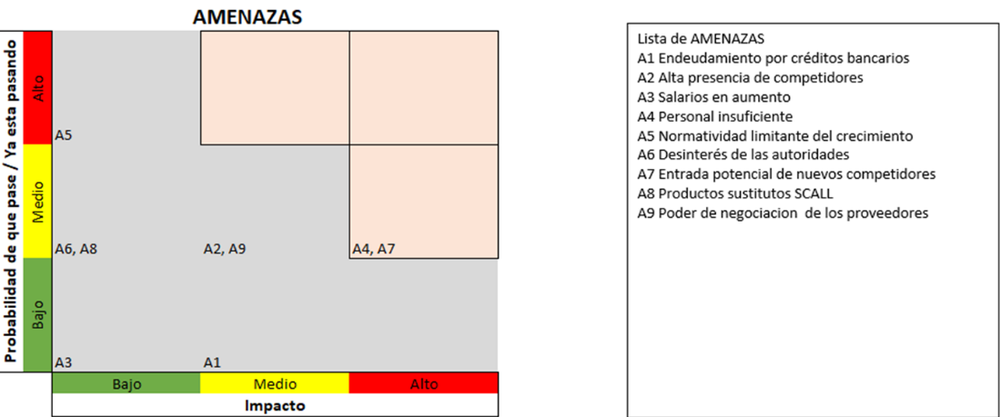 AMENAZAS
Probabilidad de que pase / Ya esta pasando
Alto
A5
Medio
A6, A8
A2, A9
A4, A7
Bajo
A3
A1
Bajo
Medio
Alto
Impacto
Lista de AMENAZAS
A1 Endeudamiento por créditos bancarios
A2 Alta presencia de competidores
A3 Salarios en aumento
A4 Personal insuficiente
A5 Normatividad limitante del crecimiento
A6 Desinterés de las autoridades
A7 Entrada potencial de nuevos competidores
A8 Productos sustitutos SCALL
A9 Poder de negociacion  de los proveedores